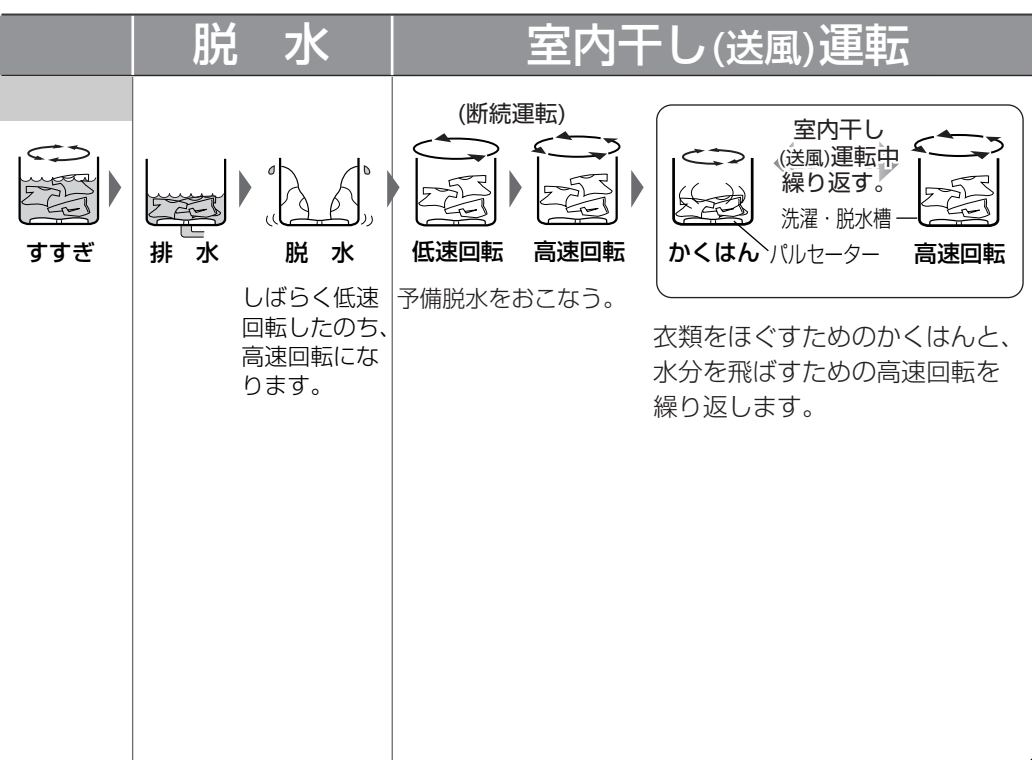 脱 水
室内干し(送風)運転
すすぎ
排 水
脱 水
しばらく低速
回転したのち、
高速回転にな
ります。
(断続運転)
低速回転
高速回転
予備脱水をおこなう。
室内干し
(送風)運転中
繰り返す。
洗濯・脱水槽
かくはん
パルセーター
高速回転
衣類をほぐすためのかくはんと、
水分を飛ばすための高速回転を
繰り返します。